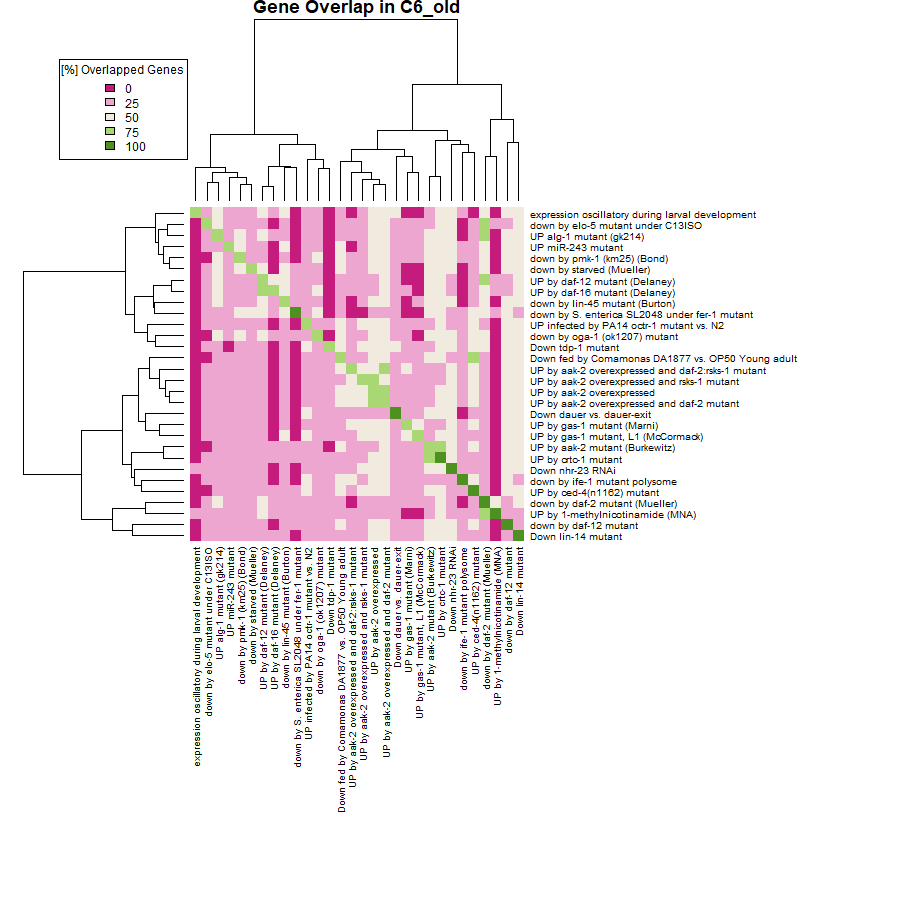 Gene Overlap in C6_old
[%] Overlapped Genes
0
25
50
75
100
expression oscillatory during larval development
down by elo-5 mutant under C13ISO
UP alg-1 mutant (gk214)
UP miR-243 mutant
down by pmk-1 (km25) (Bond)
down by starved (Mueller)
UP by daf-12 mutant (Delaney)
UP by daf-16 mutant (Delaney)
down by lin-45 mutant (Burton)
down by S. enterica SL2048 under fer-1 mutant
UP infected by PA14 octr-1 mutant vs. N2
down by oga-1 (ok1207) mutant
Down tdp-1 mutant
Down fed by Comamonas DA1877 vs. OP50 Young adult
UP by aak-2 overexpressed and daf-2:rsks-1 mutant
UP by aak-2 overexpressed and rsks-1 mutant
UP by aak-2 overexpressed
UP by aak-2 overexpressed and daf-2 mutant
Down dauer vs. dauer-exit
UP by gas-1 mutant (Marni)
UP by gas-1 mutant, L1 (McCormack)
UP by aak-2 mutant (Burkewitz)
UP by crtc-1 mutant
Down nhr-23 RNAi
down by ife-1 mutant polysome
UP by ced-4(n1162) mutant
down by daf-2 mutant (Mueller)
UP by 1-methylnicotinamide (MNA)
down by daf-12 mutant
Down lin-14 mutant
expression oscillatory during larval development
down by elo-5 mutant under C13ISO
UP alg-1 mutant (gk214)
UP miR-243 mutant
down by pmk-1 (km25) (Bond)
down by starved (Mueller)
UP by daf-12 mutant (Delaney)
UP by daf-16 mutant (Delaney)
down by lin-45 mutant (Burton)
down by S. enterica SL2048 under fer-1 mutant
UP infected by PA14 octr-1 mutant vs. N2
down by oga-1 (ok1207) mutant
Down tdp-1 mutant
Down fed by Comamonas DA1877 vs. OP50 Young adult
UP by aak-2 overexpressed and daf-2:rsks-1 mutant
UP by aak-2 overexpressed and rsks-1 mutant
UP by aak-2 overexpressed
UP by aak-2 overexpressed and daf-2 mutant
Down dauer vs. dauer-exit
UP by gas-1 mutant (Marni)
UP by gas-1 mutant, L1 (McCormack)
UP by aak-2 mutant (Burkewitz)
UP by crtc-1 mutant
Down nhr-23 RNAi
down by ife-1 mutant polysome
UP by ced-4(n1162) mutant
down by daf-2 mutant (Mueller)
UP by 1-methylnicotinamide (MNA)
down by daf-12 mutant
Down lin-14 mutant